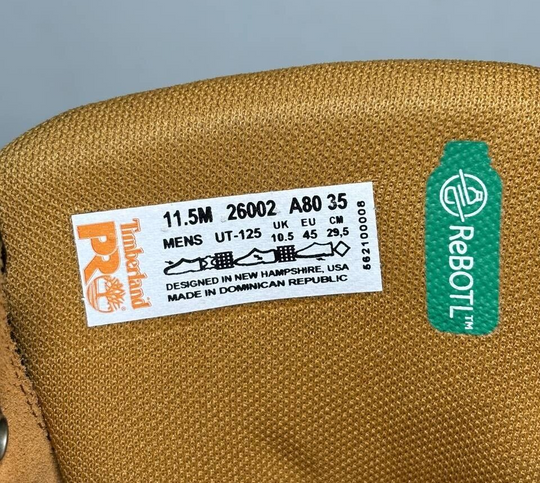 Timberland
PRO
11.5M 26002 A80 35
MENS UT-125 UK EU CM
10.5 45 29,5
DESIGNED IN NEW HAMPSHIRE, USA
MADE IN DOMINICAN REPUBLIC
562100008
ReBOTL™